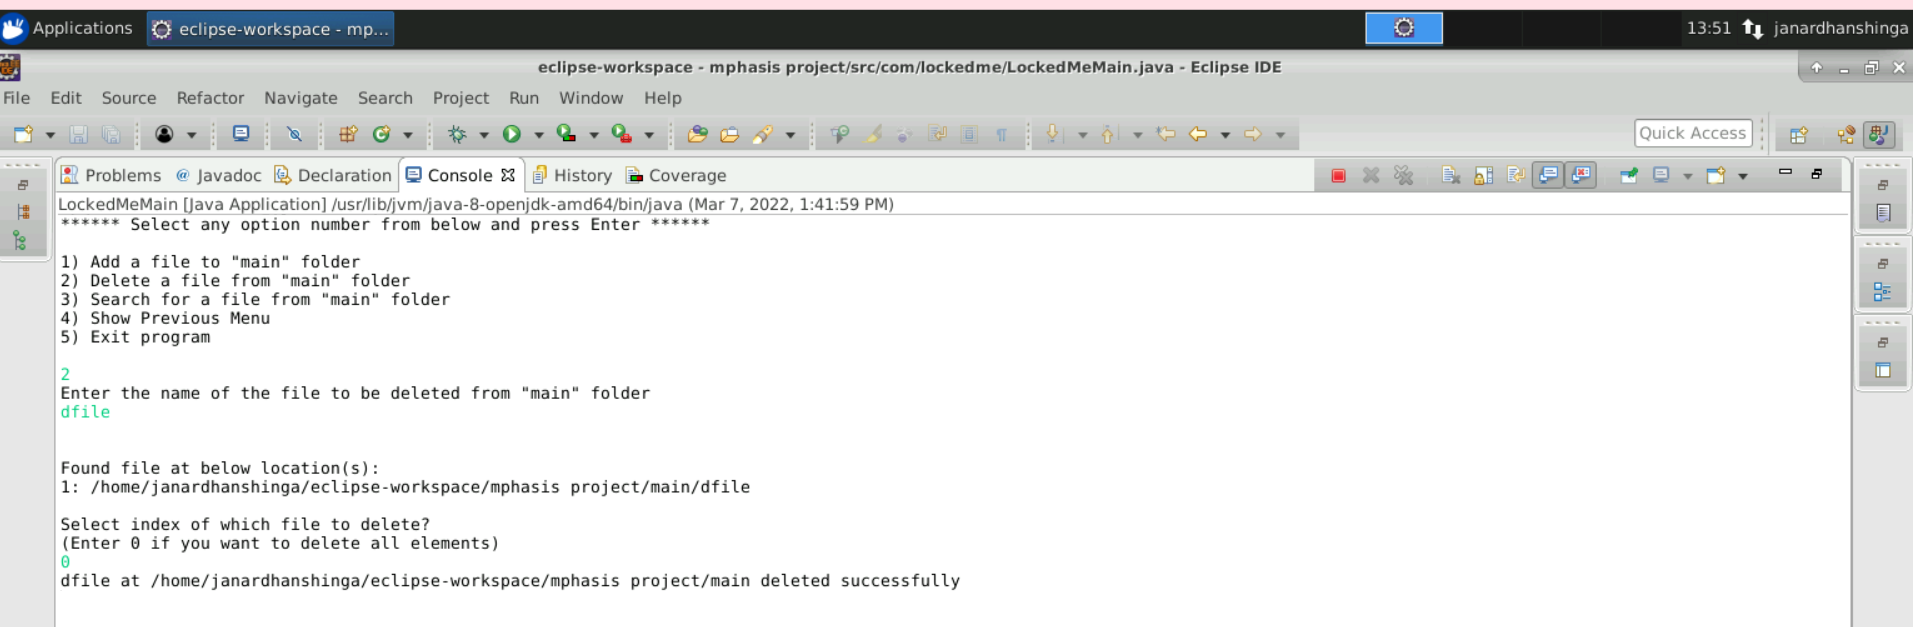 Applications eclipse-workspace - mp... 13:51 janardhanshinga
eclipse-workspace - mphasis project/src/com/lockedme/LockedMeMain.java - Eclipse IDE
File Edit Source Refactor Navigate Search Project Run Window Help
Quick Access
Problems @ Javadoc Declaration Console History Coverage
LockedMeMain [Java Application] /usr/lib/jvm/java-8-openjdk-amd64/bin/java (Mar 7, 2022, 1:41:59 PM)
****** Select any option number from below and press Enter ******
1) Add a file to "main" folder
2) Delete a file from "main" folder
3) Search for a file from "main" folder
4) Show Previous Menu
5) Exit program
2
Enter the name of the file to be deleted from "main" folder
dfile
Found file at below location(s):
1: /home/janardhanshinga/eclipse-workspace/mphasis project/main/dfile
Select index of which file to delete?
(Enter 0 if you want to delete all elements)
0
dfile at /home/janardhanshinga/eclipse-workspace/mphasis project/main deleted successfully